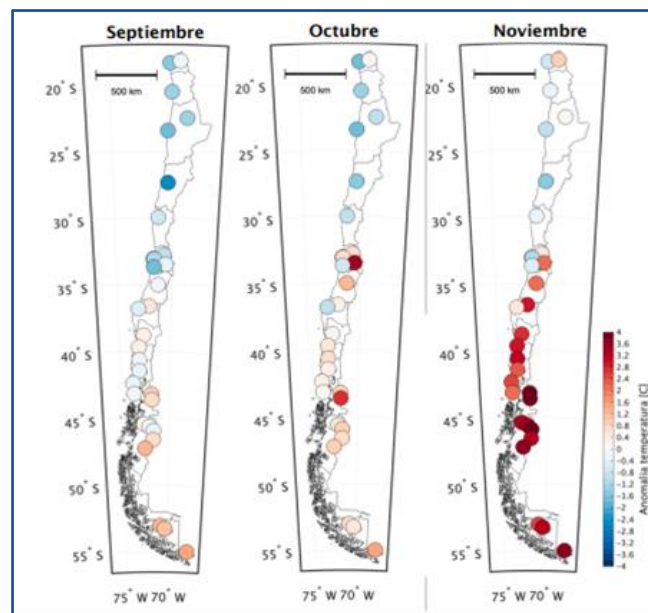 Septiembre
Octubre
Noviembre
500 km
500 km
500 km
20° S
20° S
20° S
25° S
25° S
25° S
30° S
30° S
30° S
35° S
35° S
35° S
40° S
40° S
40° S
45° S
45° S
45° S
50° S
50° S
50° S
55° S
55° S
55° S
75° W 70° W
75° W 70° W
75° W 70° W
4
3.6
3.2
2.8
2.4
2
1.6
1.2
0.8
0.4
0
−0.4
−0.8
−1.2
−1.6
−2
−2.4
−2.8
−3.2
−3.6
−4
Anomalia temperatura [C]